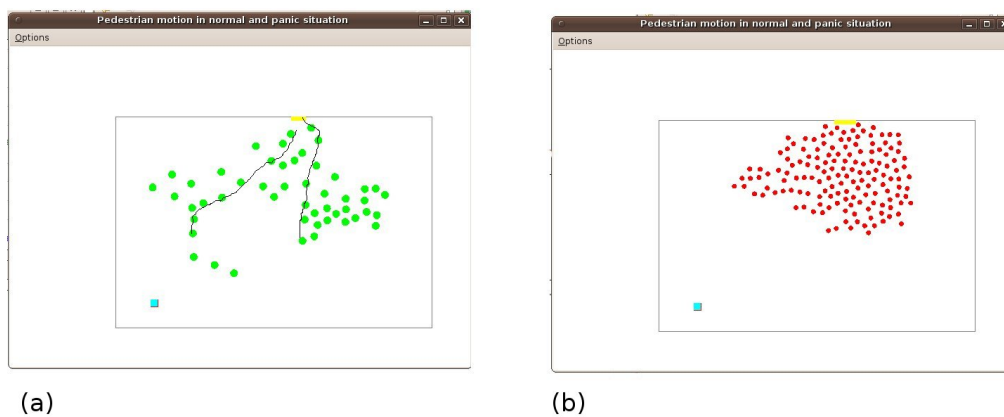 Pedestrian motion in normal and panic situation
Options
Pedestrian motion in normal and panic situation
Options
(a)
(b)